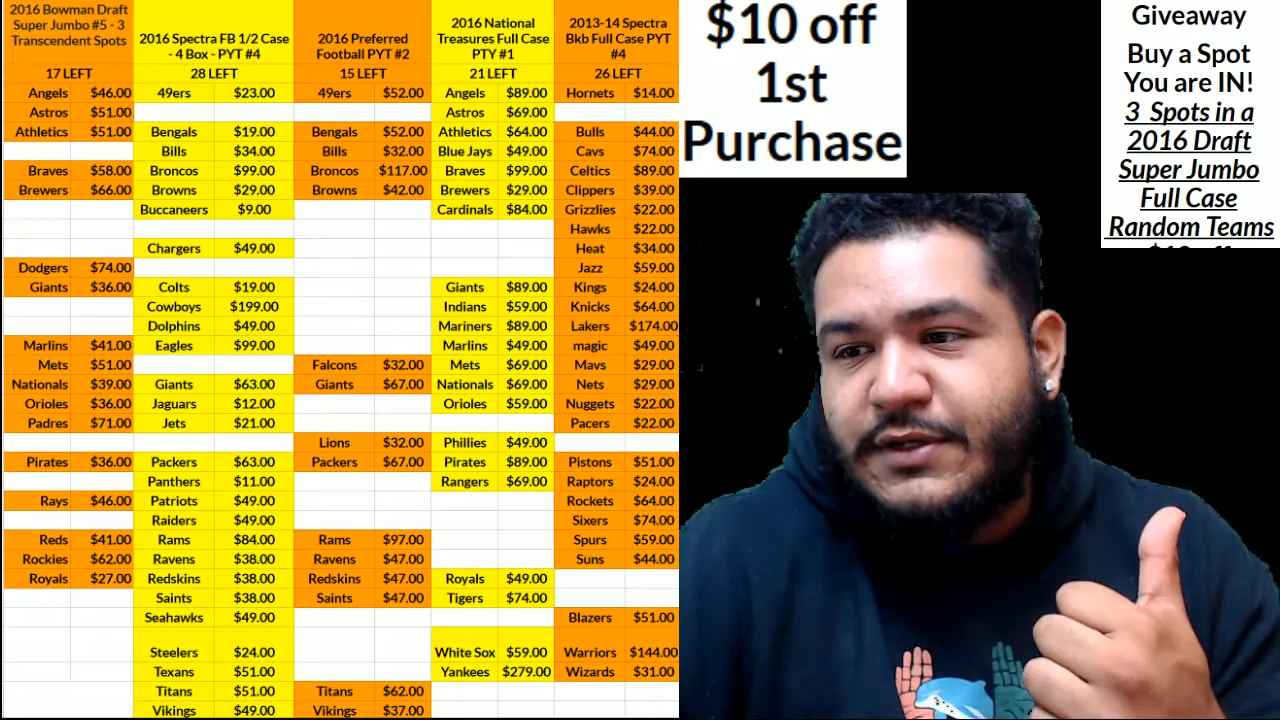 2016 Bowman Draft
Super Jumbo #5 - 3
Transcendent Spots
17 LEFT
Angels $46.00
Astros $51.00
Athletics $51.00
Braves $58.00
Brewers $66.00
Dodgers $74.00
Giants $36.00
Marlins $41.00
Mets $51.00
Nationals $39.00
Orioles $36.00
Padres $71.00
Pirates $36.00
Rays $46.00
Reds $41.00
Rockies $62.00
Royals $27.00
2016 Spectra FB 1/2 Case
- 4 Box - PYT #4
28 LEFT
49ers $23.00
Bengals $19.00
Bills $34.00
Broncos $99.00
Browns $29.00
Buccaneers $9.00
Chargers $49.00
Colts $19.00
Cowboys $199.00
Dolphins $49.00
Eagles $99.00
Giants $63.00
Jaguars $12.00
Jets $21.00
Packers $63.00
Panthers $11.00
Patriots $49.00
Raiders $49.00
Rams $84.00
Ravens $38.00
Redskins $38.00
Saints $38.00
Seahawks $49.00
Steelers $24.00
Texans $51.00
Titans $51.00
Vikings $49.00
2016 Preferred
Football PYT #2
15 LEFT
49ers $52.00
Bengals $52.00
Bills $32.00
Broncos $117.00
Browns $42.00
Falcons $32.00
Giants $67.00
Lions $32.00
Packers $67.00
Rams $97.00
Ravens $47.00
Redskins $47.00
Saints $47.00
Titans $62.00
Vikings $37.00
2016 National
Treasures Full Case
PTY #1
21 LEFT
Angels $89.00
Astros $69.00
Athletics $64.00
Blue Jays $49.00
Braves $99.00
Brewers $29.00
Cardinals $84.00
Giants $89.00
Indians $59.00
Mariners $89.00
Marlins $49.00
Mets $69.00
Nationals $69.00
Orioles $59.00
Phillies $49.00
Pirates $89.00
Rangers $69.00
Royals $49.00
Tigers $74.00
White Sox $59.00
Yankees $279.00
2013-14 Spectra
Bkb Full Case PYT
#4
26 LEFT
Hornets $14.00
Bulls $44.00
Cavs $74.00
Celtics $89.00
Clippers $39.00
Grizzlies $22.00
Hawks $22.00
Heat $34.00
Jazz $59.00
Kings $24.00
Knicks $64.00
Lakers $174.00
magic $49.00
Mavs $29.00
Nets $29.00
Nuggets $22.00
Pacers $22.00
Pistons $51.00
Raptors $24.00
Rockets $64.00
Sixers $74.00
Spurs $59.00
Suns $44.00
Blazers $51.00
Warriors $144.00
Wizards $31.00
$10 off
1st
Purchase
Giveaway
Buy a Spot
You are IN!
3 Spots in a
2016 Draft
Super Jumbo
Full Case
Random Teams